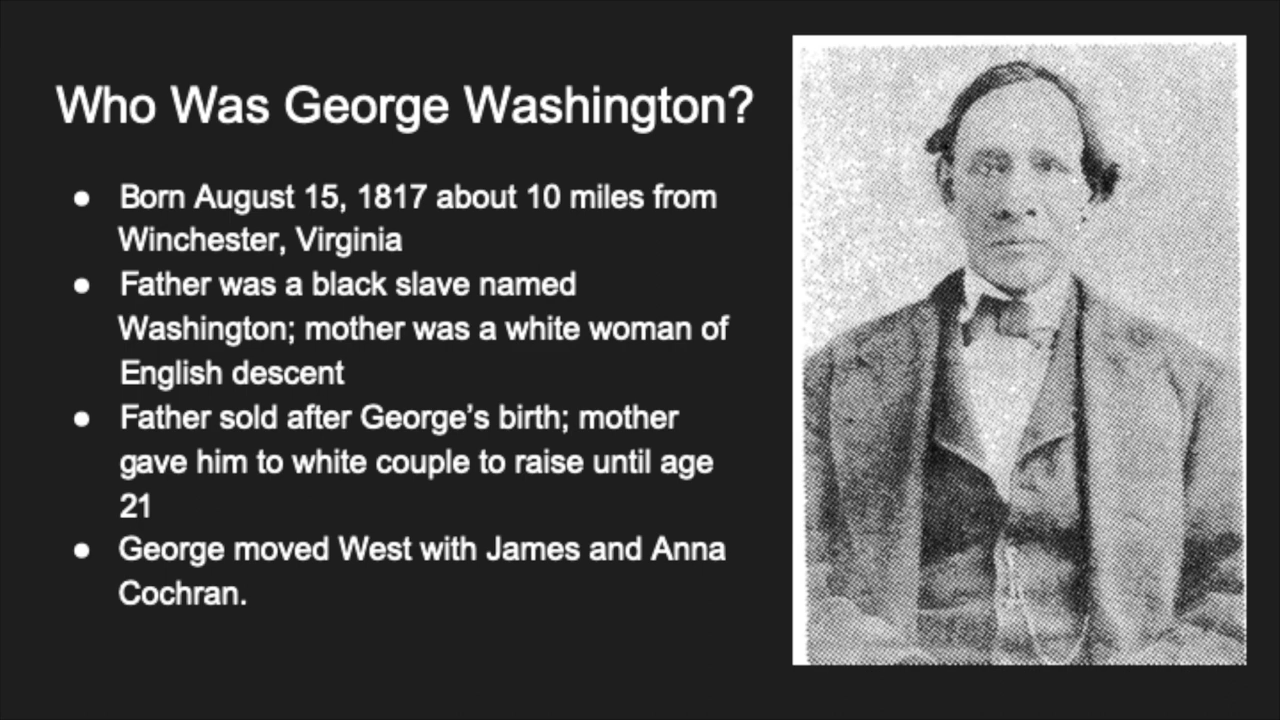 Who Was George Washington?
● Born August 15, 1817 about 10 miles from
Winchester, Virginia
● Father was a black slave named
Washington; mother was a white woman of
English descent
● Father sold after George’s birth; mother
gave him to white couple to raise until age
21
● George moved West with James and Anna
Cochran.